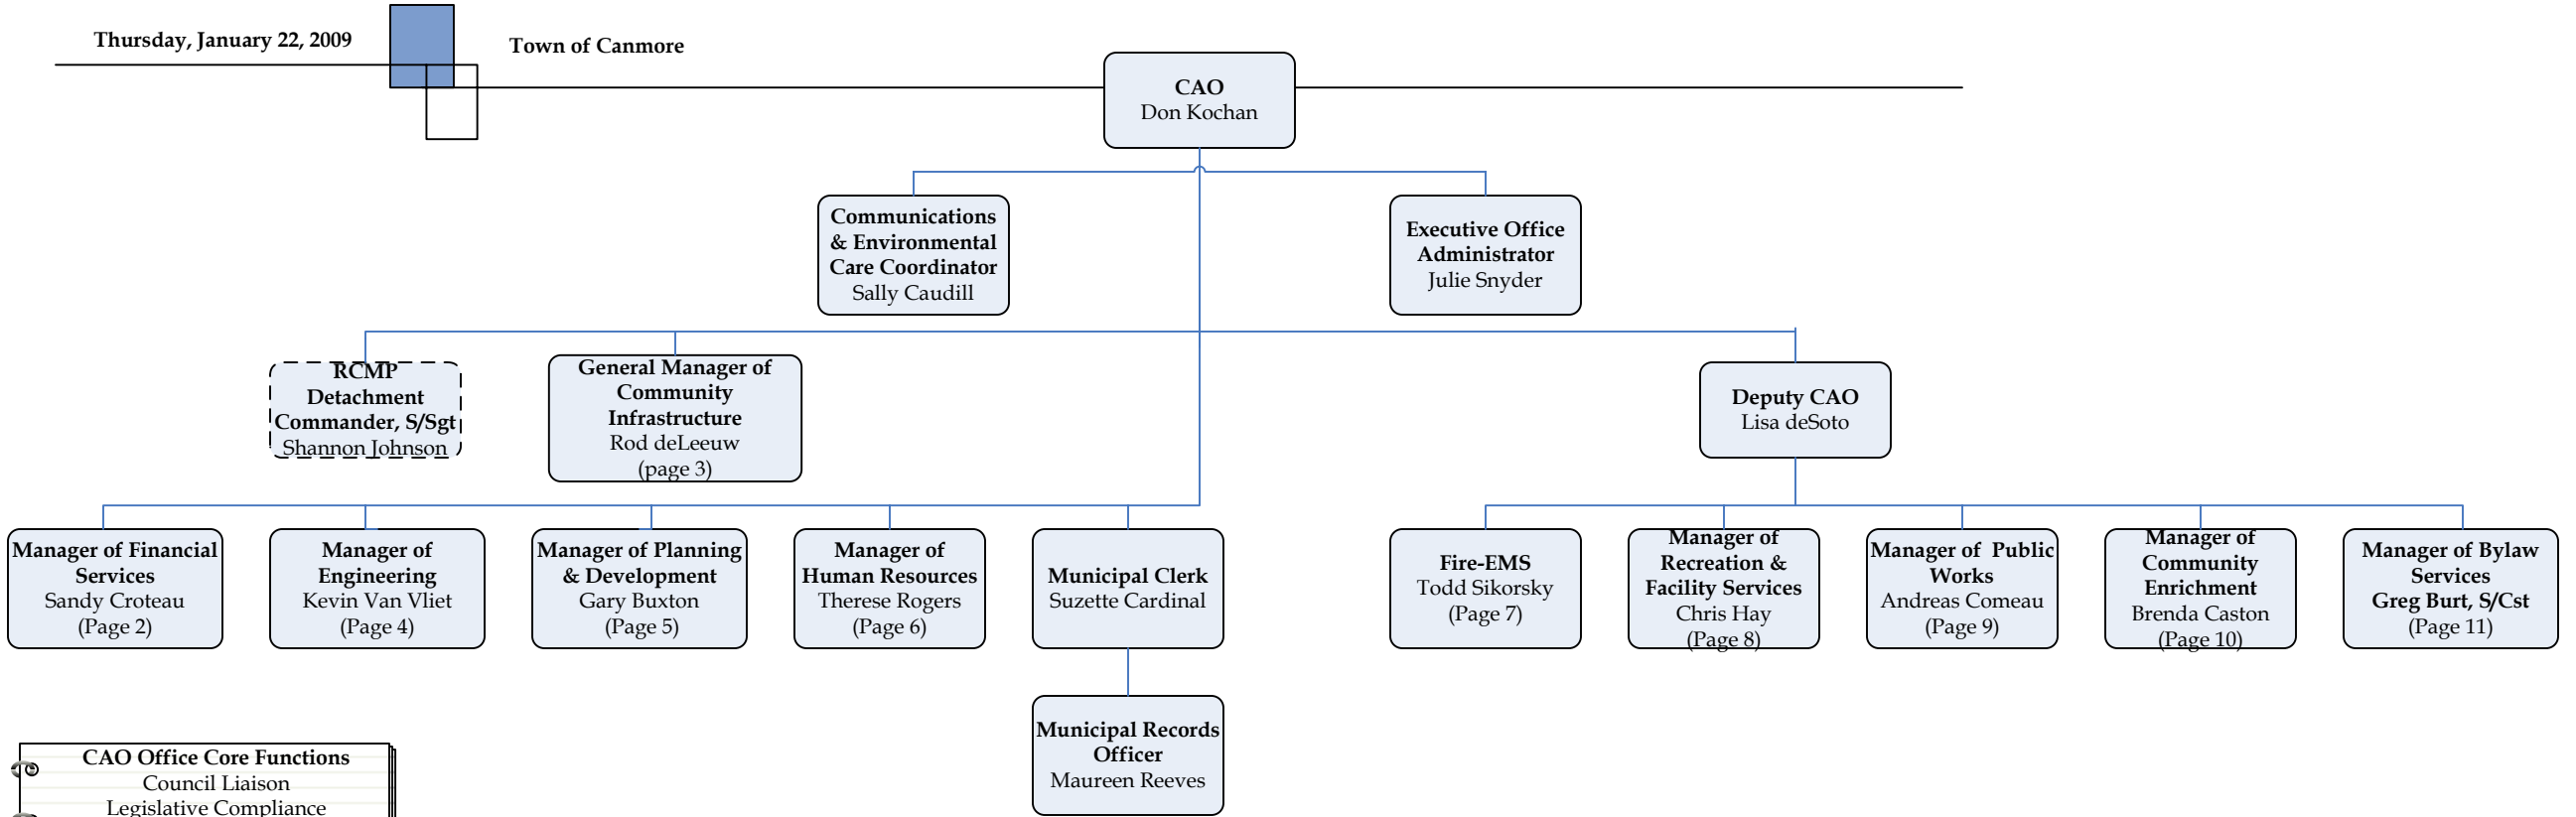 Thursday, January 22, 2009
Town of Canmore
CAO
Don Kochan
Communications
& Environmental
Care Coordinator
Sally Caudill
Executive Office
Administrator
Julie Snyder
RCMP
Detachment
Commander, S/Sgt
Shannon Johnson
General Manager of
Community
Infrastructure
Rod deLeeuw
(page 3)
Deputy CAO
Lisa deSoto
Manager of Financial
Services
Sandy Croteau
(Page 2)
Manager of
Engineering
Kevin Van Vliet
(Page 4)
Manager of Planning
& Development
Gary Buxton
(Page 5)
Manager of
Human Resources
Therese Rogers
(Page 6)
Municipal Clerk
Suzette Cardinal
Fire-EMS
Todd Sikorsky
(Page 7)
Manager of
Recreation &
Facility Services
Chris Hay
(Page 8)
Manager of  Public
Works
Andreas Comeau
(Page 9)
Manager of
Community
Enrichment
Brenda Caston
(Page 10)
Manager of Bylaw
Services
Greg Burt, S/Cst
(Page 11)
Municipal Records
Officer
Maureen Reeves
CAO Office Core Functions
Council Liaison
Legislative Compliance